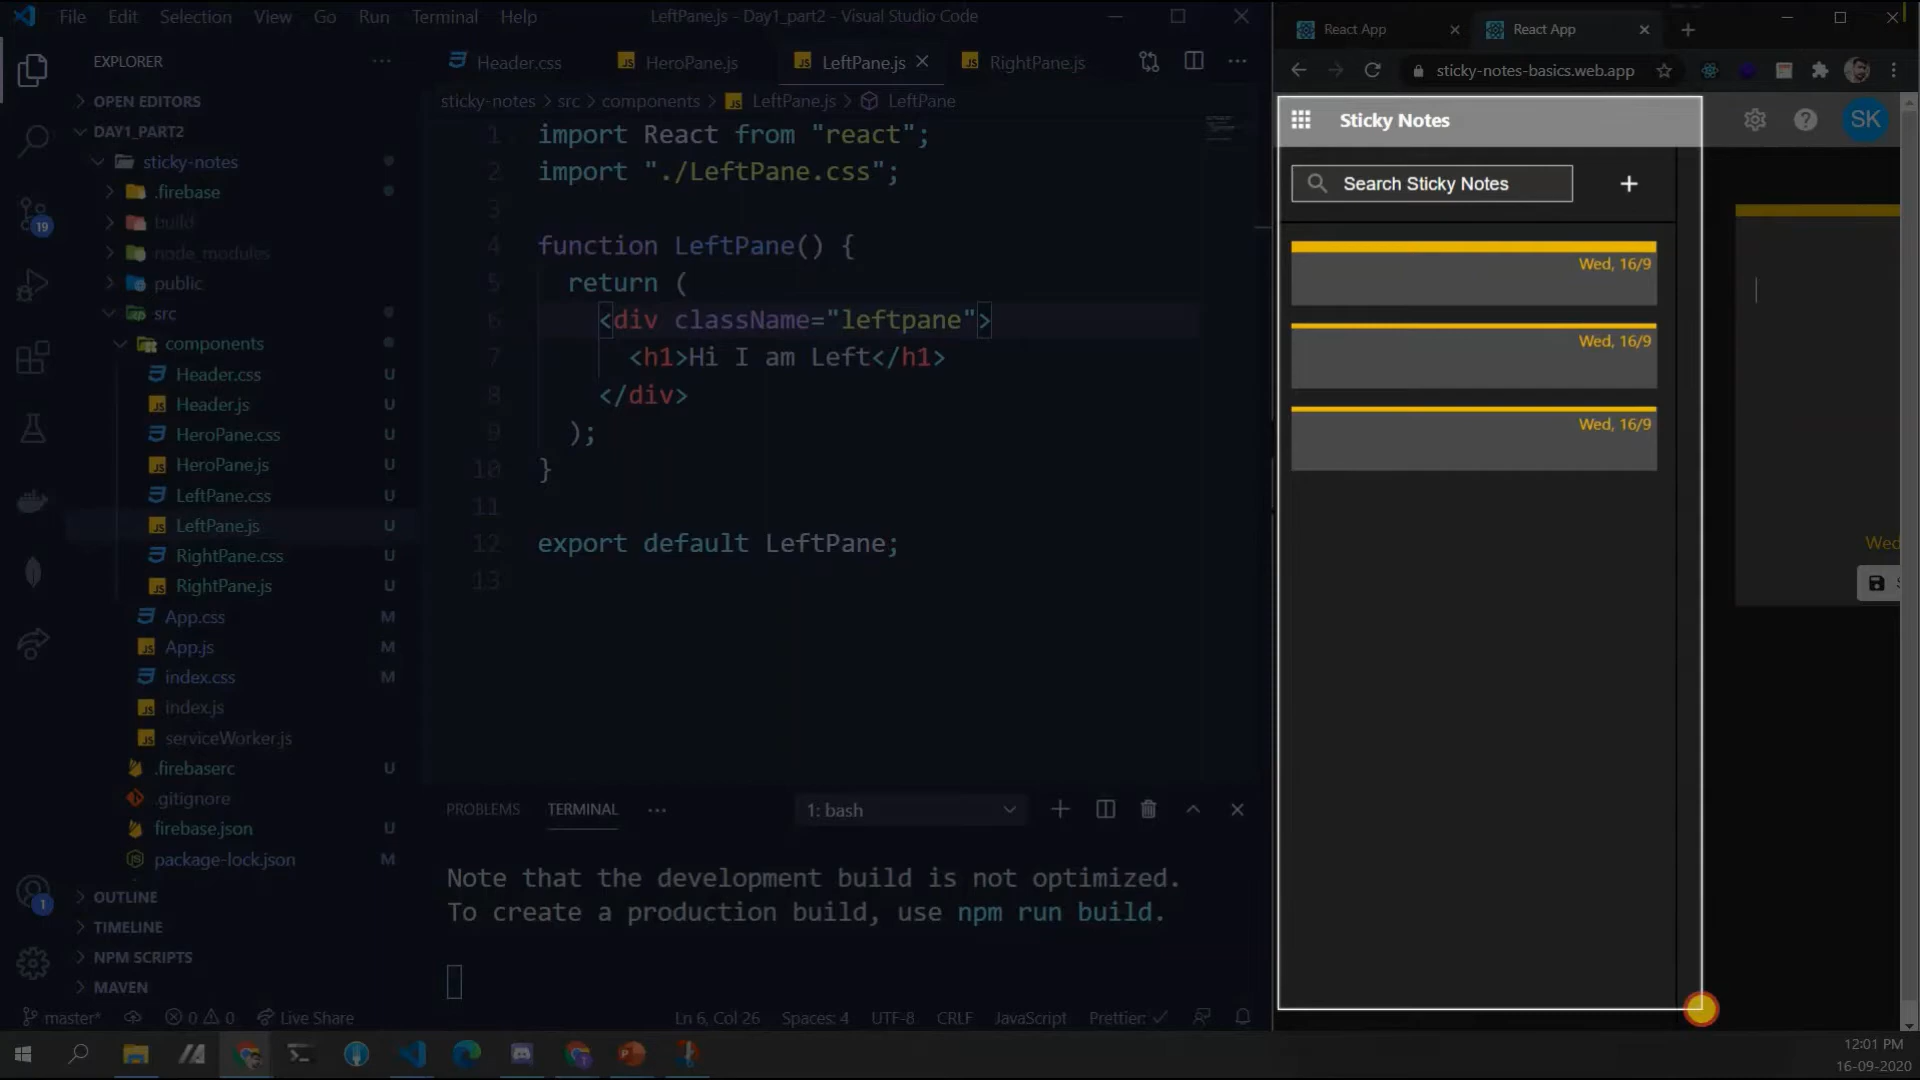 File Edit Selection View Go Run Terminal Help
LeftPane.js - Day1_part2 - Visual Studio Code
EXPLORER
OPEN EDITORS
DAY1_PART2
sticky-notes
.firebase
build
node_modules
public
src
components
Header.css U
Header.js U
HeroPane.css U
HeroPane.js U
LeftPane.css U
LeftPane.js U
RightPane.css U
RightPane.js U
App.css M
App.js M
index.css M
index.js
serviceWorker.js
.firebaserc U
.gitignore
firebase.json U
package-lock.json M
OUTLINE
TIMELINE
NPM SCRIPTS
MAVEN
19
1
Header.css HeroPane.js LeftPane.js RightPane.js
sticky-notes > src > components > LeftPane.js > LeftPane
1 import React from "react";
2 import "./LeftPane.css";
3
4 function LeftPane() {
5 return (
6 <div className="leftpane">
7 <h1>Hi I am Left</h1>
8 </div>
9 );
10 }
11
12 export default LeftPane;
13
PROBLEMS TERMINAL 1: bash
Note that the development build is not optimized.
To create a production build, use npm run build.
master* 0 0 Live Share
Ln 6, Col 26 Spaces: 4 UTF-8 CRLF JavaScript Prettier: ✓
React App React App
sticky-notes-basics.web.app
Sticky Notes
SK
Search Sticky Notes +
Wed, 16/9
Wed, 16/9
Wed, 16/9
Wed
12:01 PM
16-09-2020